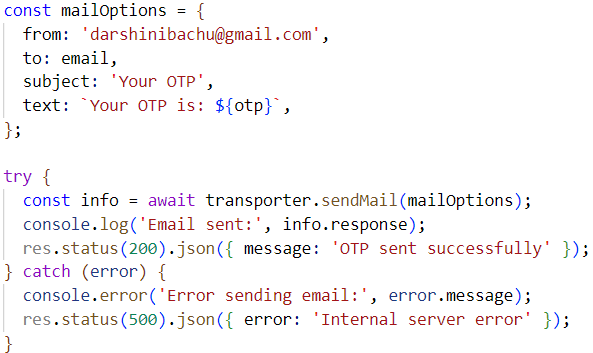 const mailOptions = {
  from: 'darshinibachu@gmail.com',
  to: email,
  subject: 'Your OTP',
  text: `Your OTP is: ${otp}`,
};

try {
  const info = await transporter.sendMail(mailOptions);
  console.log('Email sent:', info.response);
  res.status(200).json({ message: 'OTP sent successfully' });
} catch (error) {
  console.error('Error sending email:', error.message);
  res.status(500).json({ error: 'Internal server error' });
}